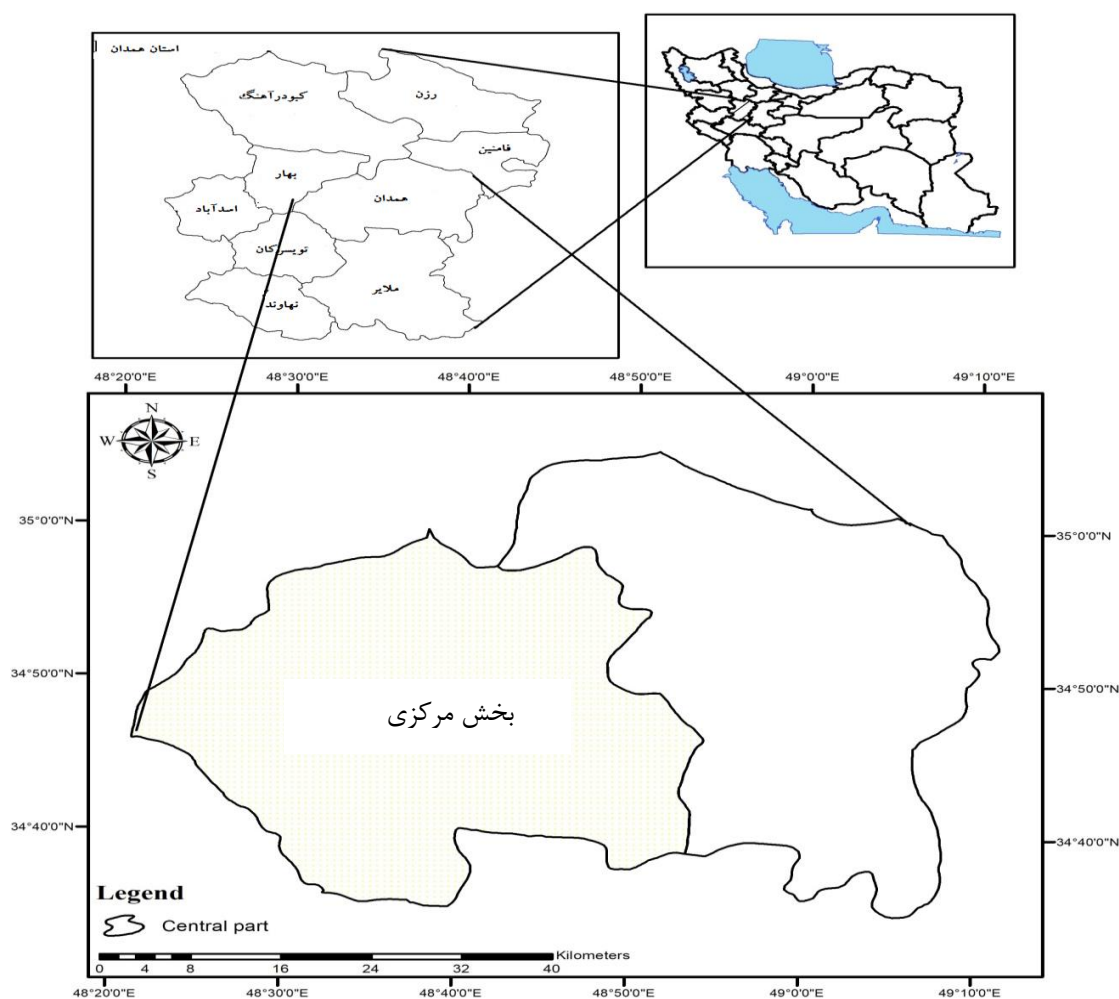 استان همدان
کبودرآهنگ
رزن
فامنین
بهار
همدان
اسدآباد
تویسرکان
ملایر
نهاوند
48°20'0"E 48°30'0"E 48°40'0"E 48°50'0"E 49°0'0"E 49°10'0"E
N
W E
S
35°0'0"N 35°0'0"N
34°50'0"N 34°50'0"N
بخش مرکزی
34°40'0"N 34°40'0"N
Legend
Central part
Kilometers
0 4 8 16 24 32 40
48°20'0"E 48°30'0"E 48°40'0"E 48°50'0"E 49°0'0"E 49°10'0"E